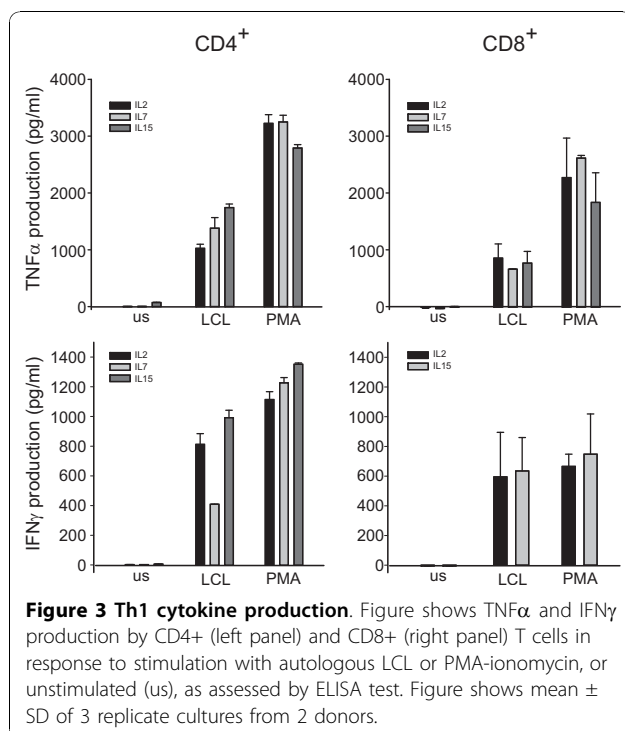 CD4+ CD8+
TNFα production (pg/ml)
4000
3000
2000
1000
0
IL2
IL7
IL15
us LCL PMA
4000
3000
2000
1000
0
IL2
IL7
IL15
us LCL PMA
IFNγ production (pg/ml)
1400
1200
1000
800
600
400
200
0
IL2
IL7
IL15
us LCL PMA
1400
1200
1000
800
600
400
200
0
IL2
IL15
us LCL PMA
Figure 3 Th1 cytokine production. Figure shows TNFα and IFNγ
production by CD4+ (left panel) and CD8+ (right panel) T cells in
response to stimulation with autologous LCL or PMA-ionomycin, or
unstimulated (us), as assessed by ELISA test. Figure shows mean ±
SD of 3 replicate cultures from 2 donors.